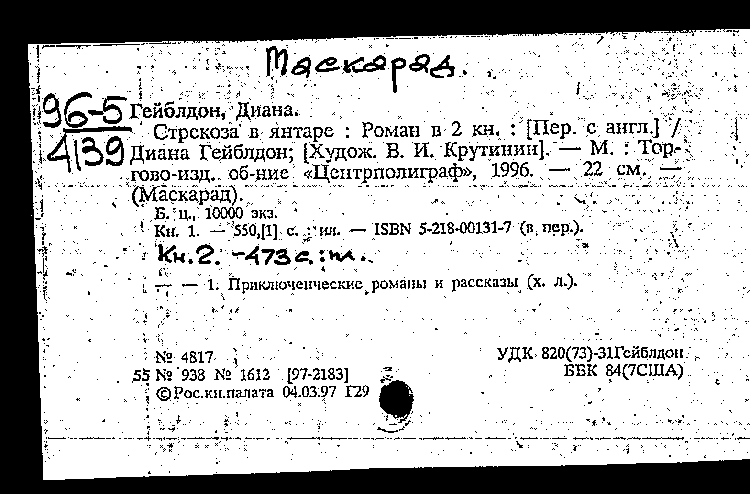 Маскарад.
96-5
4139
Гейблдон, Диана.
Стрекоза в янтаре : Роман в 2 кн. : [Пер. с англ.] /
Диана Гейблдон; [Худож. В. И. Крутинин]. — М. : Тор-
гово-изд. об-ние «Центрполиграф», 1996. — 22 см. —
(Маскарад).
Б. ц., 10000 экз.
Кн. 1. — 550,[1] с. : ил. — ISBN 5-218-00131-7 (в пер.).
Кн. 2. - 473 с. : ил.
— — 1. Приключенческие романы и рассказы (х. л.).
№ 4817
УДК 820(73)-31Гейблдон
55 № 938 № 1612 [97-2183]
ББК 84(7США)
©Рос.кн.палата 04.03.97 Г29